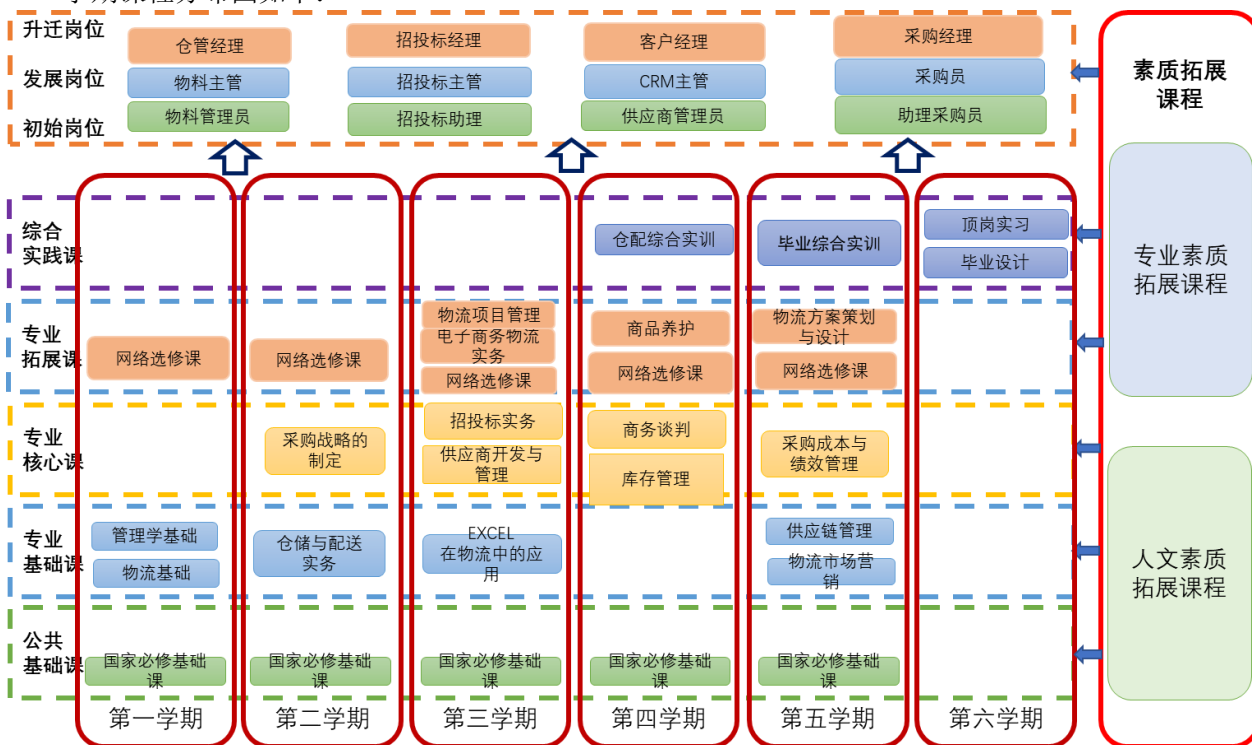 学期课程分布图如下：
升迁岗位
仓管经理
招投标经理
客户经理
采购经理
发展岗位
物料主管
招投标主管
CRM主管
采购员
初始岗位
物料管理员
招投标助理
供应商管理员
助理采购员
素质拓展
课程
专业素质
拓展课程
人文素质
拓展课程
综合
实践课
仓配综合实训
毕业综合实训
顶岗实习
毕业设计
专业
拓展课
网络选修课
网络选修课
物流项目管理
电子商务物流
实务
网络选修课
商品养护
网络选修课
物流方案策划
与设计
网络选修课
专业
核心课
采购战略的
制定
招投标实务
供应商开发与
管理
商务谈判
库存管理
采购成本与
绩效管理
专业
基础课
管理学基础
物流基础
仓储与配送
实务
EXCEL
在物流中的应
用
供应链管理
物流市场营
销
公共
基础课
国家必修基础
课
国家必修基础
课
国家必修基础
课
国家必修基础
课
国家必修基础
课
第一学期
第二学期
第三学期
第四学期
第五学期
第六学期